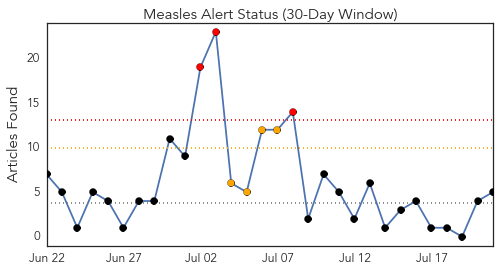 Measles Alert Status (30-Day Window)
Articles Found
20
15
10
5
0
Jun 22 Jun 27 Jul 02 Jul 07 Jul 12 Jul 17